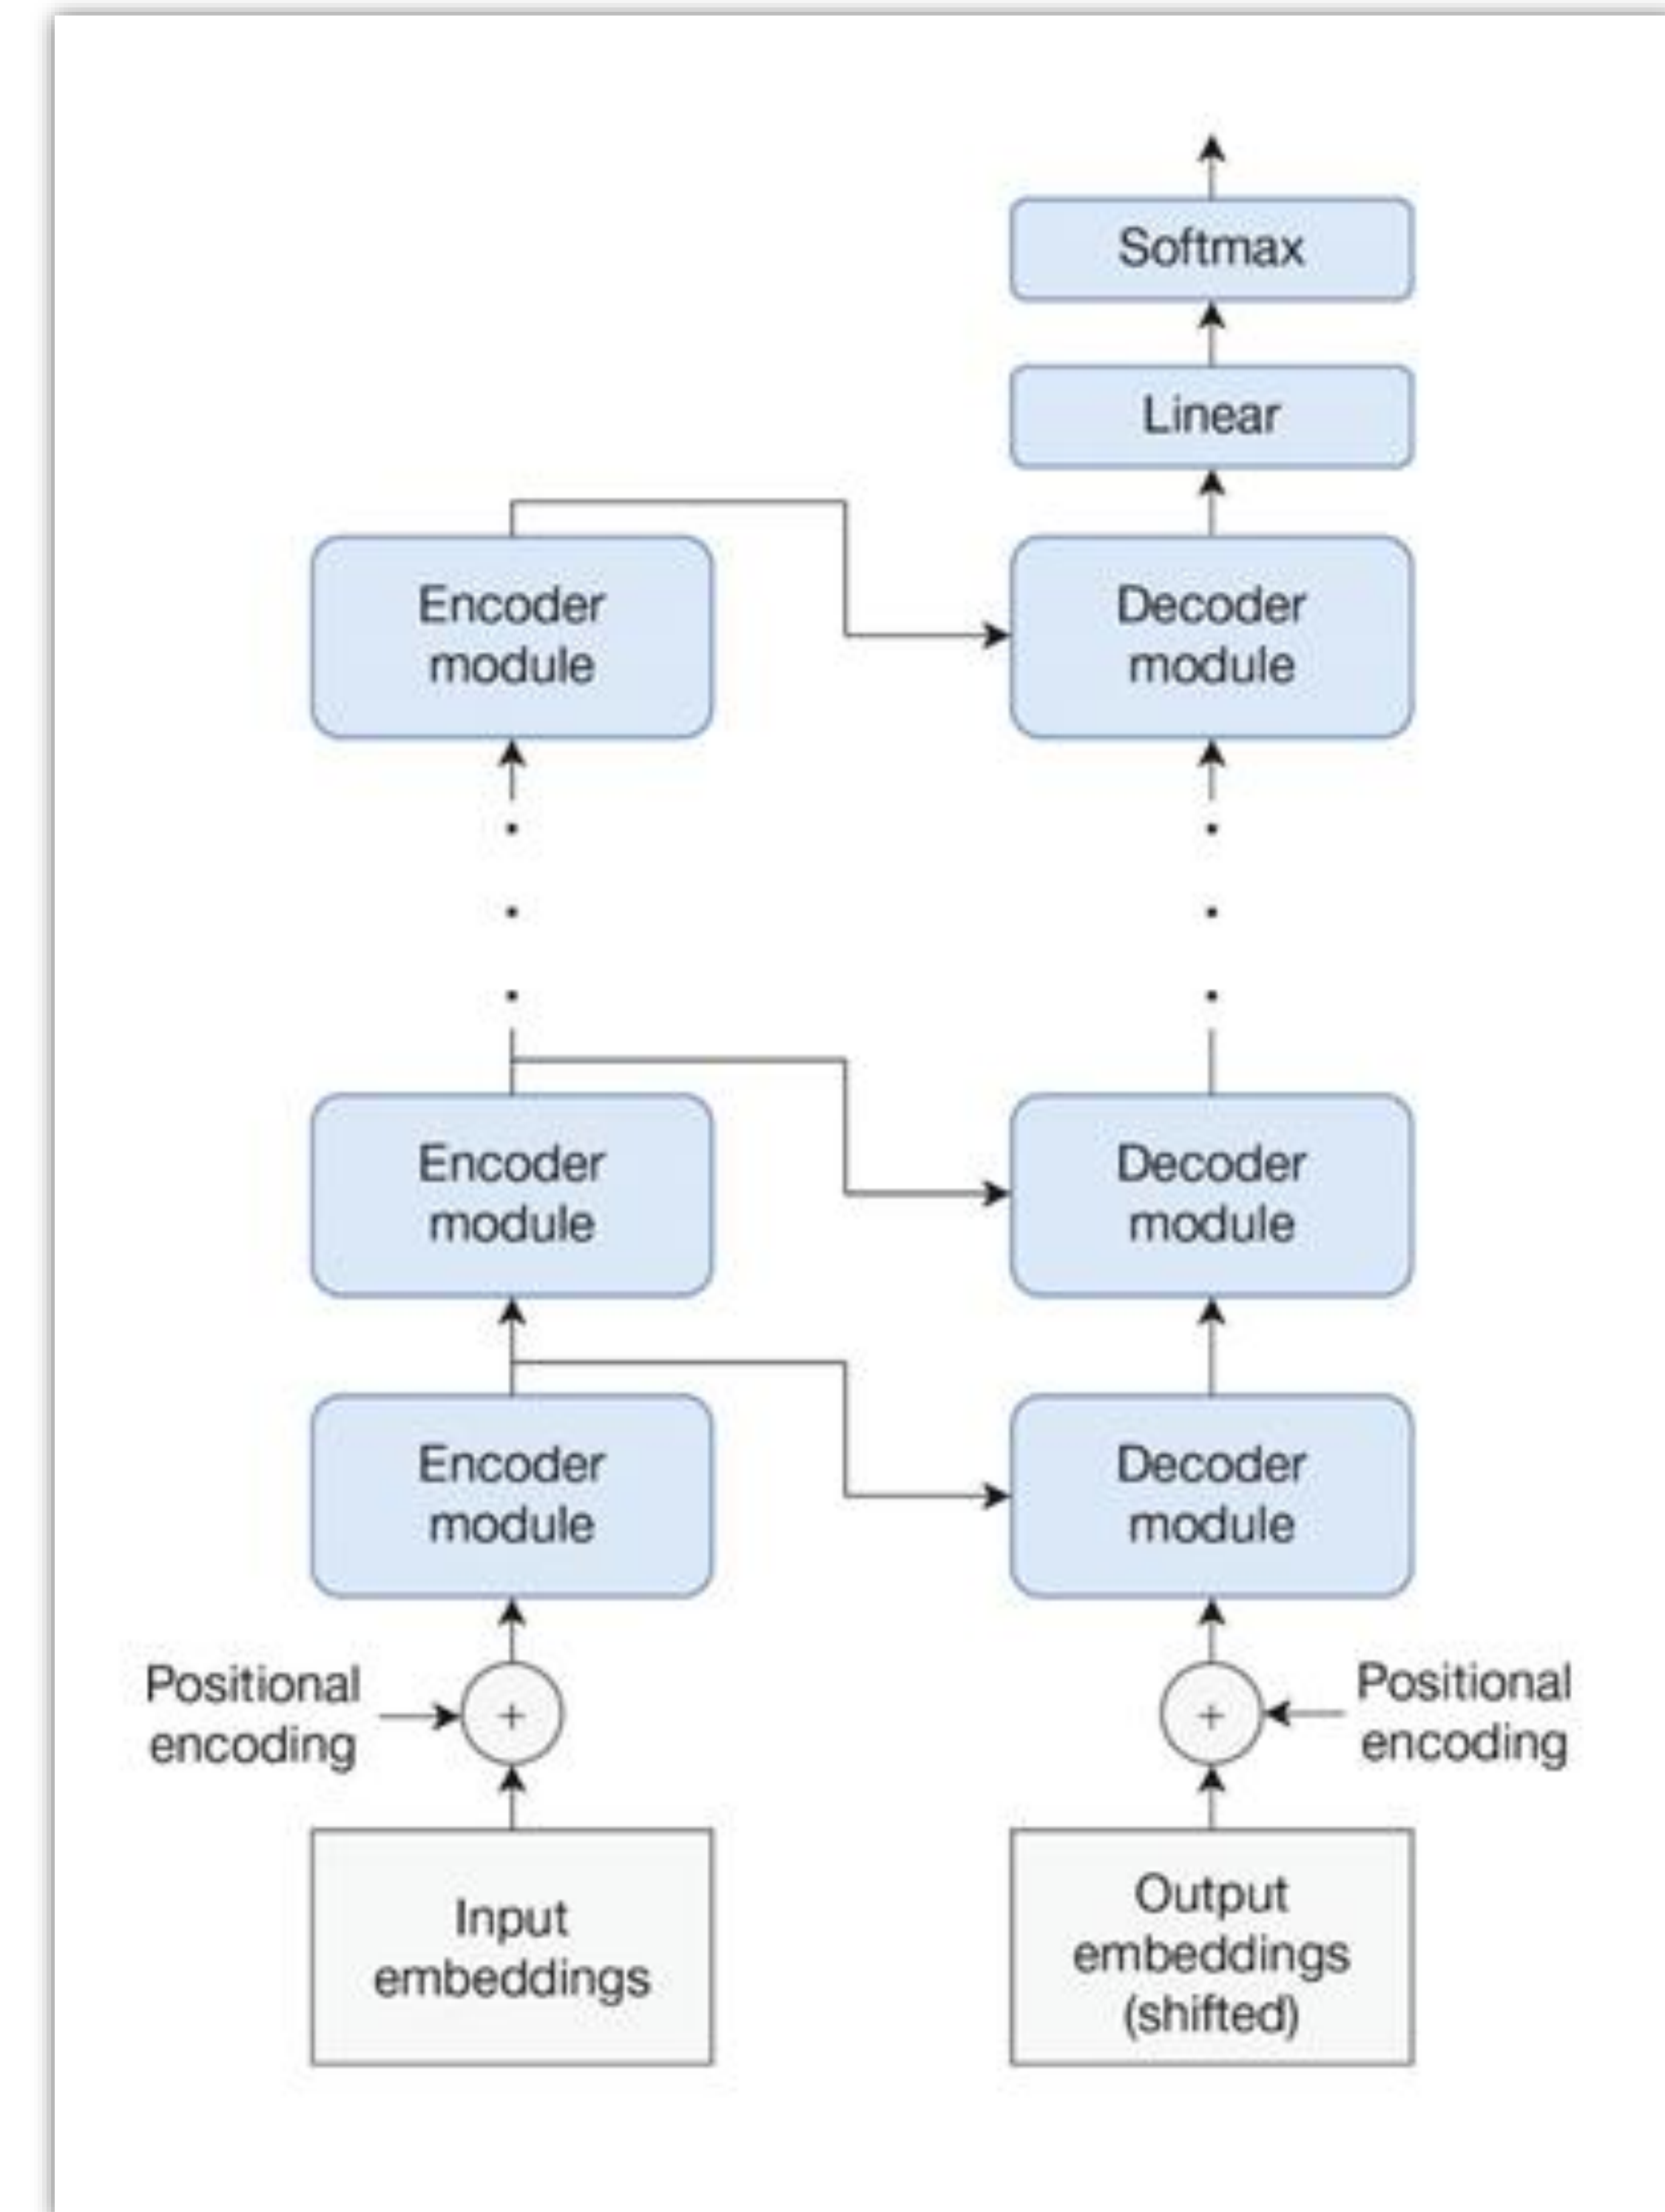 Softmax
Linear
Encoder
module
Decoder
module
Encoder
module
Decoder
module
Encoder
module
Decoder
module
Positional
encoding
+
+
Positional
encoding
Input
embeddings
Output
embeddings
(shifted)